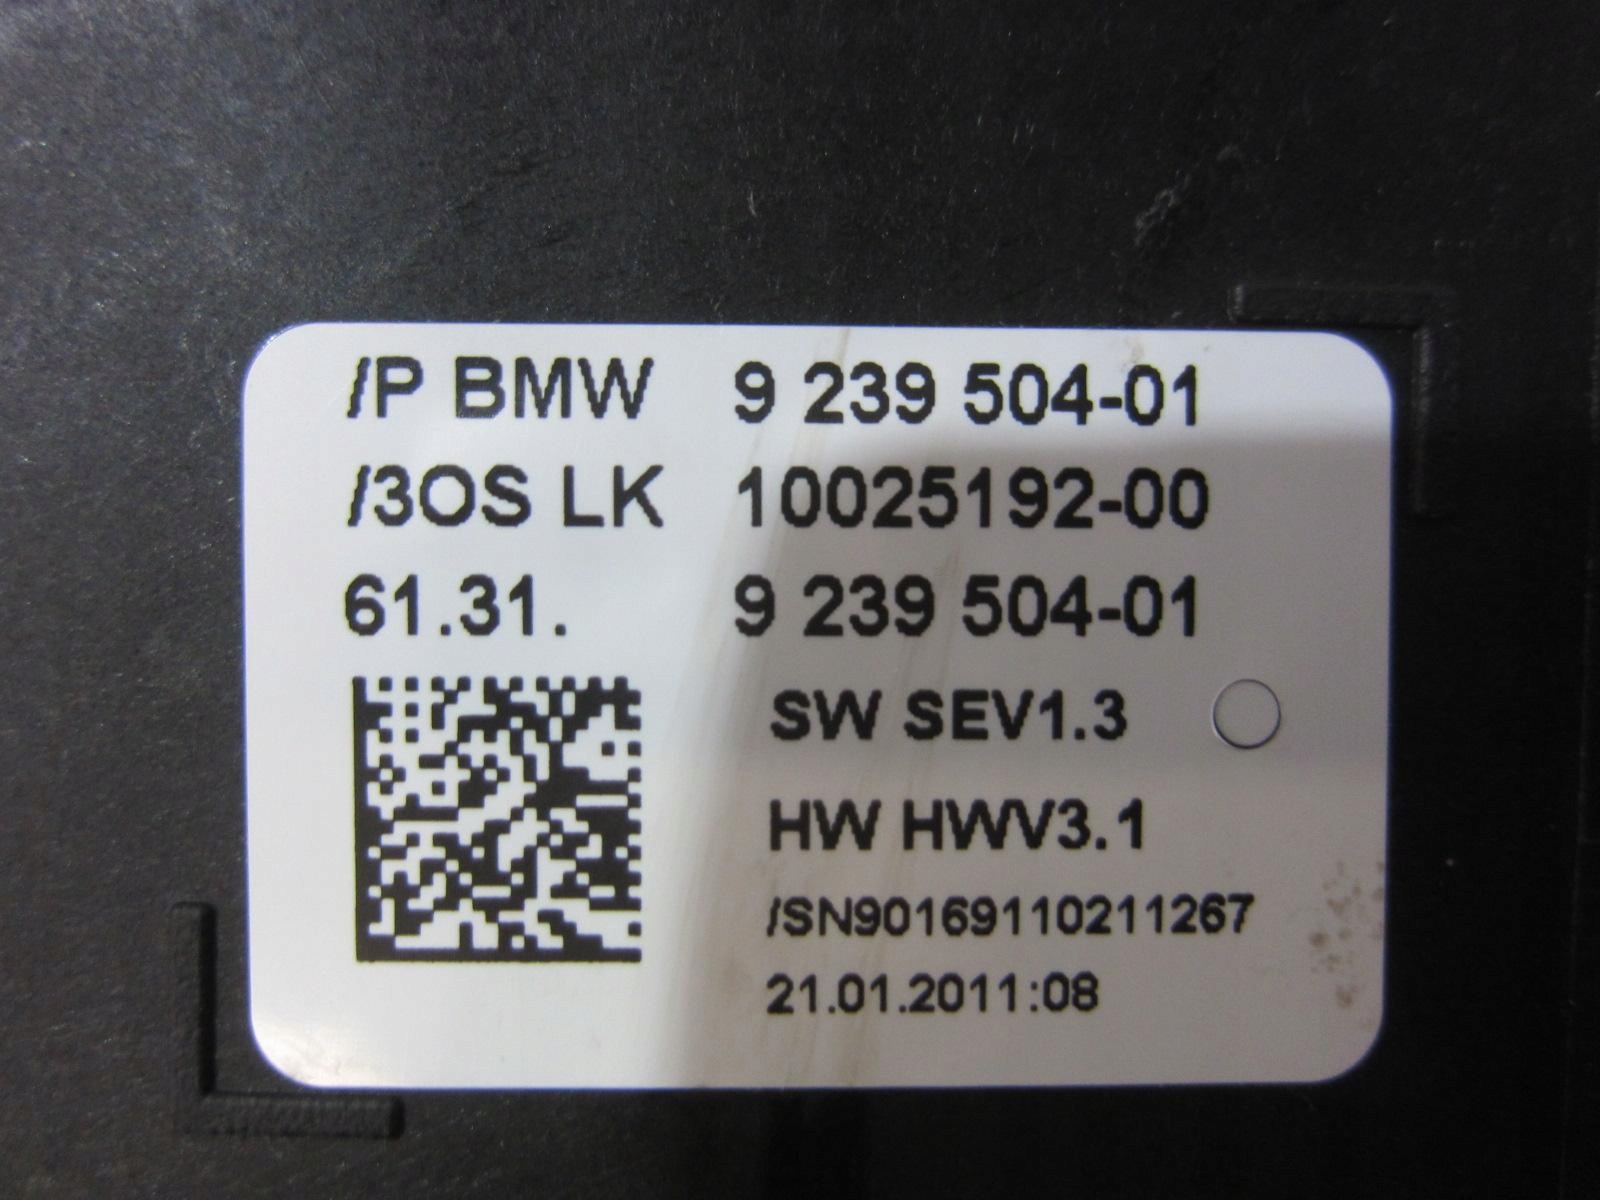 /P BMW 9 239 504-01
/3OS LK 10025192-00
61.31. 9 239 504-01
SW SEV1.3
HW HWV3.1
/SN90169110211267
21.01.2011:08